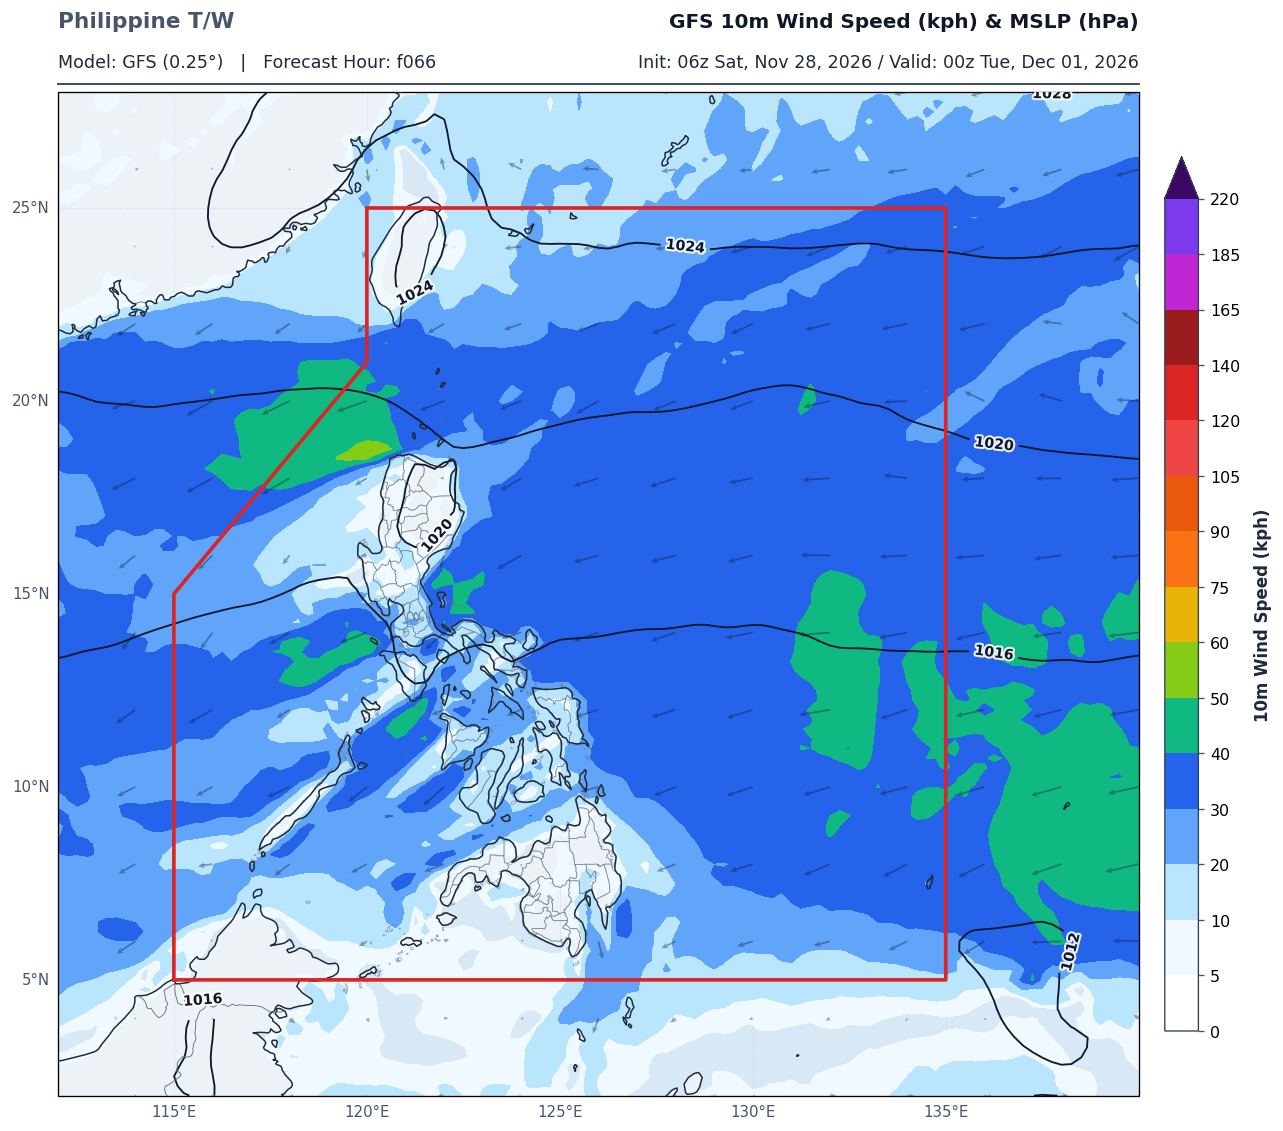 Philippine T/W
GFS 10m Wind Speed (kph) & MSLP (hPa)
Model: GFS (0.25°) | Forecast Hour: f066
Init: 06z Sat, Nov 28, 2026 / Valid: 00z Tue, Dec 01, 2026
1028
1024
1024
1020
1020
1016
1012
1016
25°N
20°N
15°N
10°N
5°N
115°E
120°E
125°E
130°E
135°E
220
185
165
140
120
105
90
75
60
50
40
30
20
10
5
0
10m Wind Speed (kph)